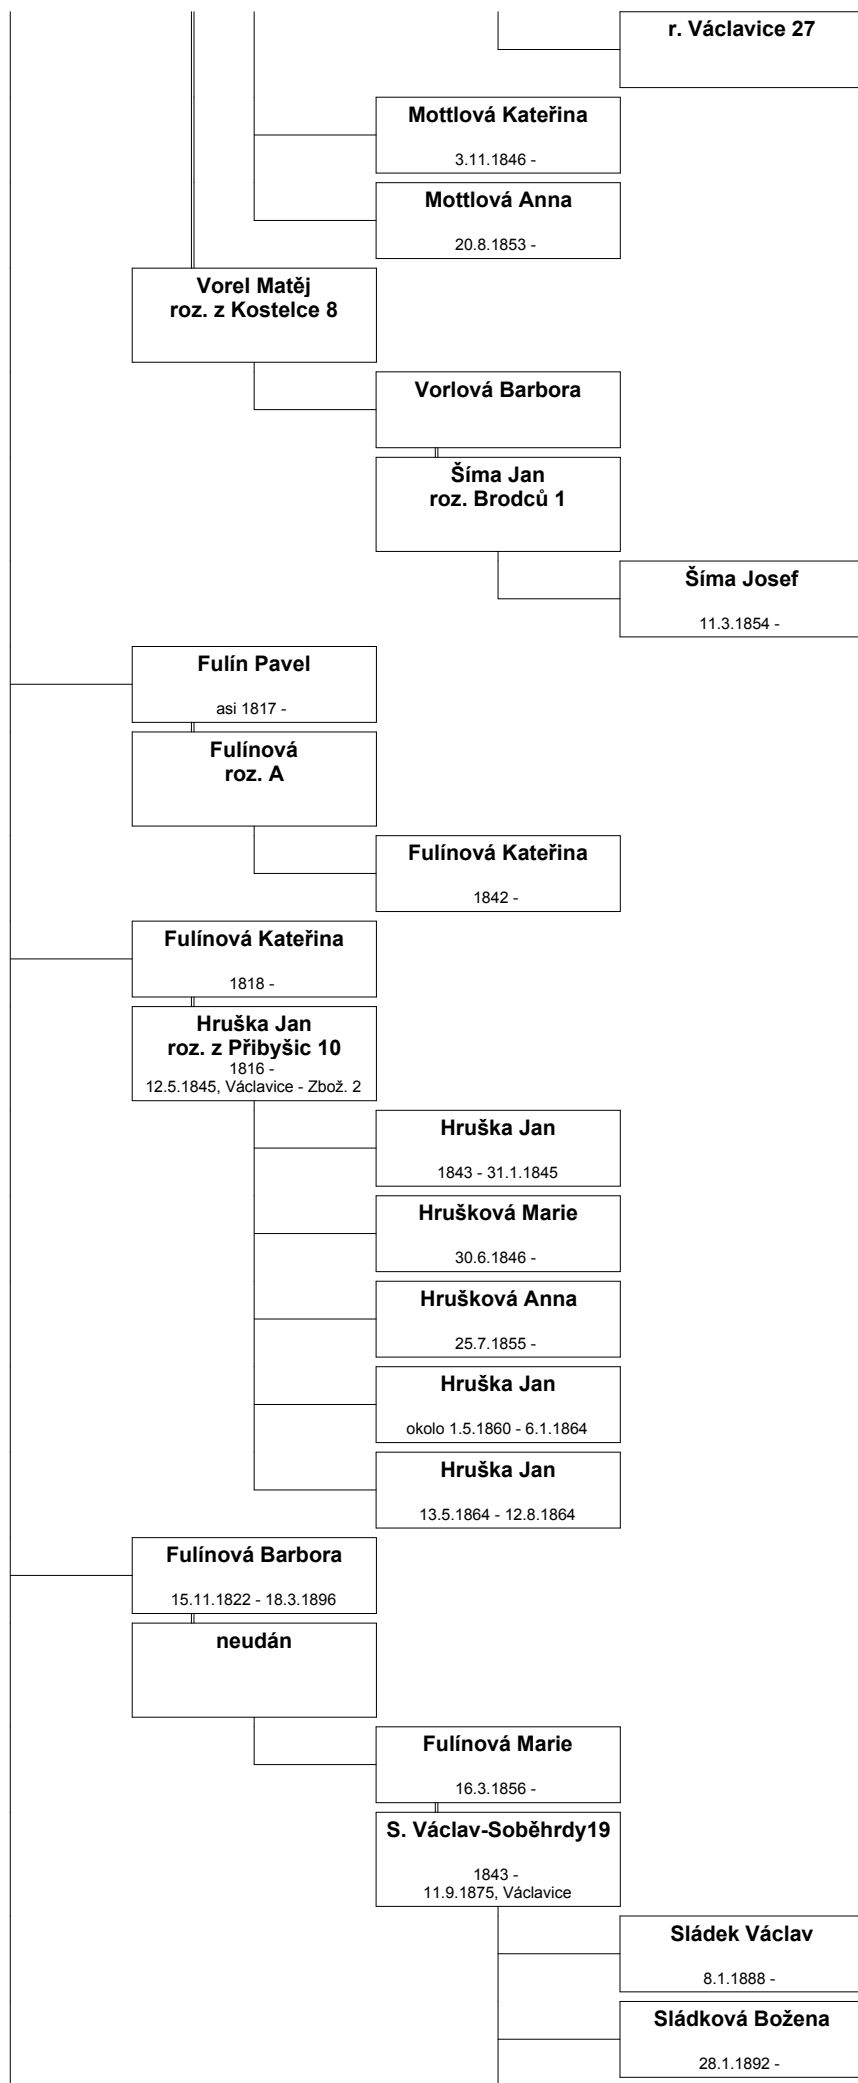 r. Václavice 27
Mottlová Kateřina
3.11.1846 -
Mottlová Anna
20.8.1853 -
Vorel Matěj
roz. z Kostelce 8
Vorlová Barbora
Šíma Jan
roz. Brodců 1
Šíma Josef
11.3.1854 -
Fulín Pavel
asi 1817 -
Fulínová
roz. A
Fulínová Kateřina
1842 -
Fulínová Kateřina
1818 -
Hruška Jan
roz. z Přibyšic 10
1816 -
12.5.1845, Václavice - Zbož. 2
Hruška Jan
1843 - 31.1.1845
Hrušková Marie
30.6.1846 -
Hrušková Anna
25.7.1855 -
Hruška Jan
okolo 1.5.1860 - 6.1.1864
Hruška Jan
13.5.1864 - 12.8.1864
Fulínová Barbora
15.11.1822 - 18.3.1896
neudán
Fulínová Marie
16.3.1856 -
S. Václav-Soběhrdy19
1843 -
11.9.1875, Václavice
Sládek Václav
8.1.1888 -
Sládková Božena
28.1.1892 -